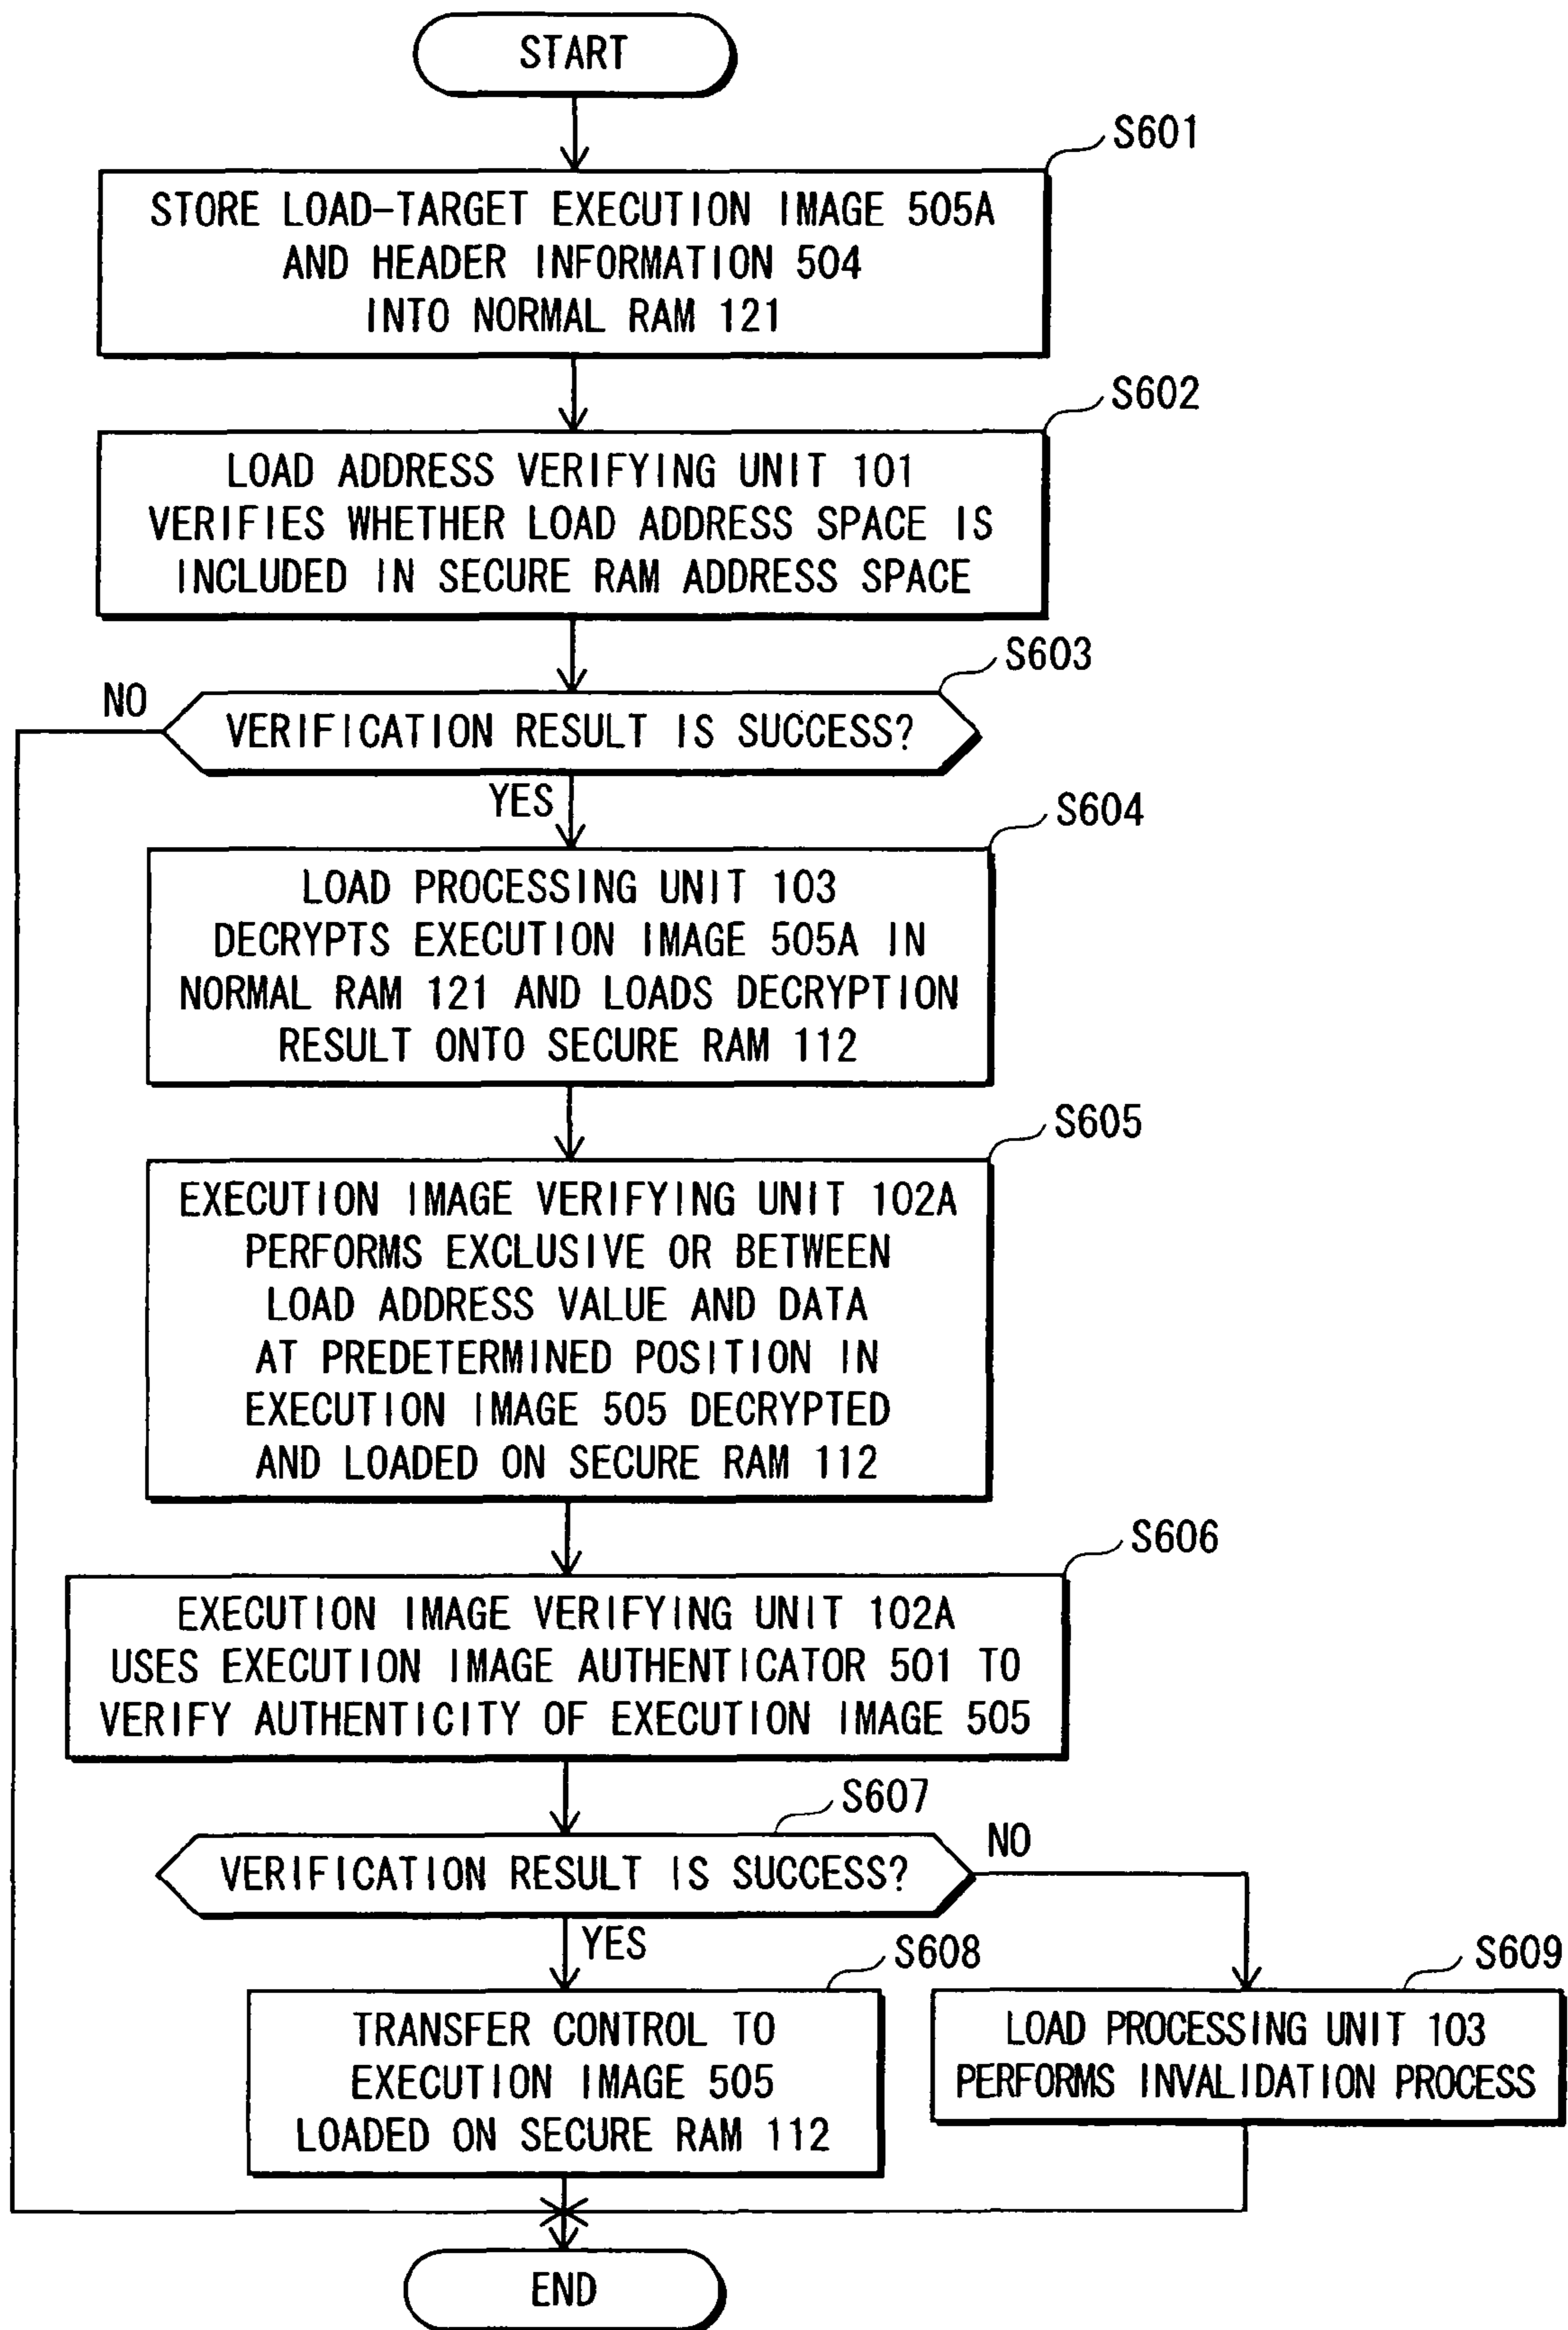 START
S601
STORE LOAD-TARGET EXECUTION IMAGE 505A
AND HEADER INFORMATION 504
INTO NORMAL RAM 121
S602
LOAD ADDRESS VERIFYING UNIT 101
VERIFIES WHETHER LOAD ADDRESS SPACE IS
INCLUDED IN SECURE RAM ADDRESS SPACE
S603
NO
VERIFICATION RESULT IS SUCCESS?
YES
S604
LOAD PROCESSING UNIT 103
DECRYPTS EXECUTION IMAGE 505A IN
NORMAL RAM 121 AND LOADS DECRYPTION
RESULT ONTO SECURE RAM 112
S605
EXECUTION IMAGE VERIFYING UNIT 102A
PERFORMS EXCLUSIVE OR BETWEEN
LOAD ADDRESS VALUE AND DATA
AT PREDETERMINED POSITION IN
EXECUTION IMAGE 505 DECRYPTED
AND LOADED ON SECURE RAM 112
S606
EXECUTION IMAGE VERIFYING UNIT 102A
USES EXECUTION IMAGE AUTHENTICATOR 501 TO
VERIFY AUTHENTICITY OF EXECUTION IMAGE 505
S607
NO
VERIFICATION RESULT IS SUCCESS?
YES
S608
TRANSFER CONTROL TO
EXECUTION IMAGE 505
LOADED ON SECURE RAM 112
S609
LOAD PROCESSING UNIT 103
PERFORMS INVALIDATION PROCESS
END